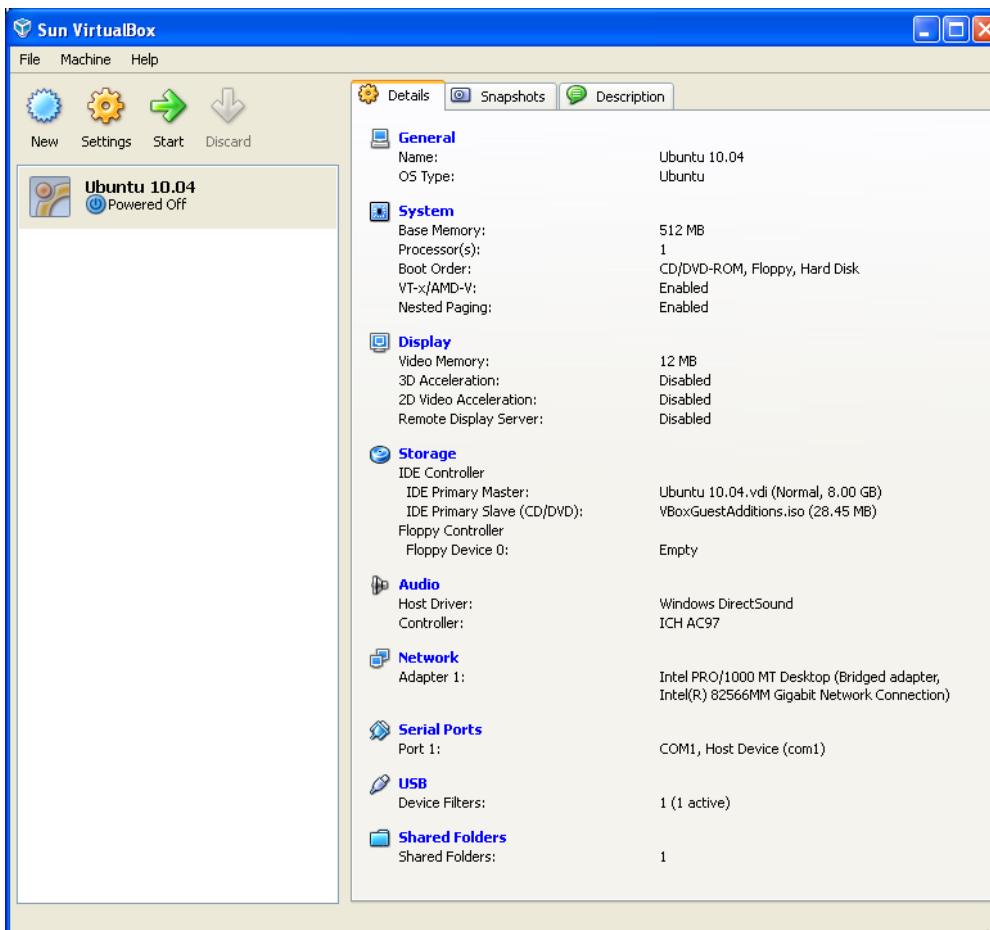 Sun VirtualBox
File Machine Help
New Settings Start Discard
Ubuntu 10.04
Powered Off
Details Snapshots Description
General
Name: Ubuntu 10.04
OS Type: Ubuntu
System
Base Memory: 512 MB
Processor(s): 1
Boot Order: CD/DVD-ROM, Floppy, Hard Disk
VT-x/AMD-V: Enabled
Nested Paging: Enabled
Display
Video Memory: 12 MB
3D Acceleration: Disabled
2D Video Acceleration: Disabled
Remote Display Server: Disabled
Storage
IDE Controller
IDE Primary Master: Ubuntu 10.04.vdi (Normal, 8.00 GB)
IDE Primary Slave (CD/DVD): VBoxGuestAdditions.iso (28.45 MB)
Floppy Controller
Floppy Device 0: Empty
Audio
Host Driver: Windows DirectSound
Controller: ICH AC97
Network
Adapter 1: Intel PRO/1000 MT Desktop (Bridged adapter,
Intel(R) 82566MM Gigabit Network Connection)
Serial Ports
Port 1: COM1, Host Device (com1)
USB
Device Filters: 1 (1 active)
Shared Folders
Shared Folders: 1